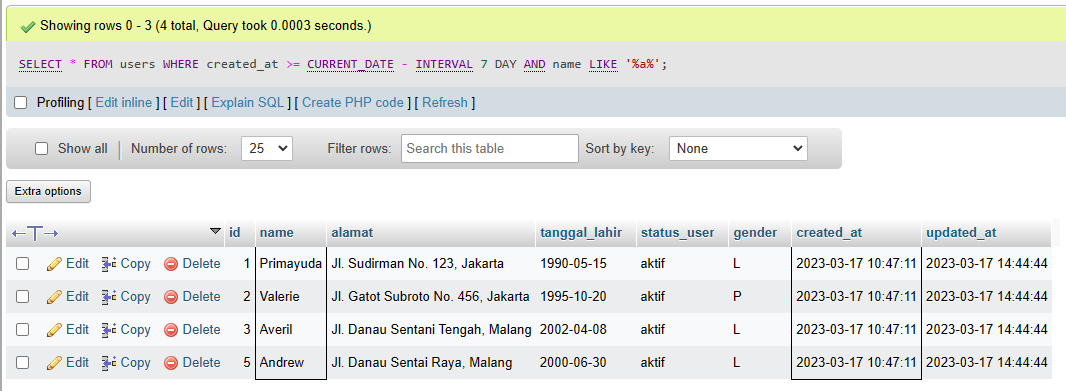 Showing rows 0 - 3 (4 total, Query took 0.0003 seconds.)
SELECT * FROM users WHERE created_at >= CURRENT_DATE - INTERVAL 7 DAY AND name LIKE '%a%';
Profiling [ Edit inline ] [ Edit ] [ Explain SQL ] [ Create PHP code ] [ Refresh ]
Show all Number of rows: 25 Filter rows: Search this table Sort by key: None
Extra options
id name alamat tanggal_lahir status_user gender created_at updated_at
Edit Copy Delete 1 Primayuda Jl. Sudirman No. 123, Jakarta 1990-05-15 aktif L 2023-03-17 10:47:11 2023-03-17 14:44:44
Edit Copy Delete 2 Valerie Jl. Gatot Subroto No. 456, Jakarta 1995-10-20 aktif P 2023-03-17 10:47:11 2023-03-17 14:44:44
Edit Copy Delete 3 Averil Jl. Danau Sentani Tengah, Malang 2002-04-08 aktif L 2023-03-17 10:47:11 2023-03-17 14:44:44
Edit Copy Delete 5 Andrew Jl. Danau Sentai Raya, Malang 2000-06-30 aktif L 2023-03-17 10:47:11 2023-03-17 14:44:44